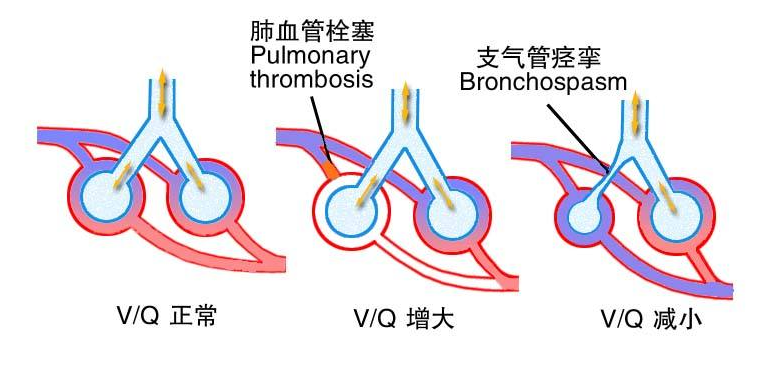 肺血管栓塞
Pulmonary
thrombosis
支气管痉挛
Bronchospasm
V/Q 正常
V/Q 增大
V/Q 减小